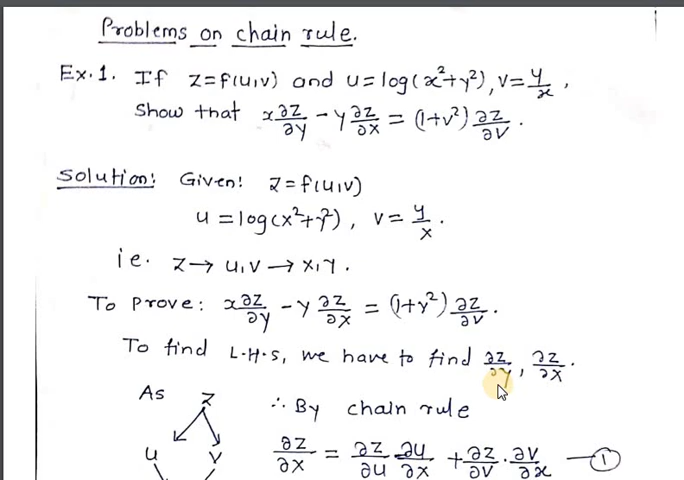 Problems on chain rule.
Ex.1. If z=f(u,v) and u=log(x²+y²), v=y/x,
Show that x ∂z/∂y - y ∂z/∂x = (1+v²) ∂z/∂v.
Solution: Given: z=f(u,v)
u=log(x²+y²), v=y/x.
i.e. z→u,v→x,y.
To prove: x ∂z/∂y - y ∂z/∂x = (1+v²) ∂z/∂v.
To find L.H.S, we have to find ∂z/∂y, ∂z/∂x.
As z ∴ By chain rule
u v ∂z/∂x = ∂z/∂u ∂u/∂x + ∂z/∂v · ∂v/∂x —①